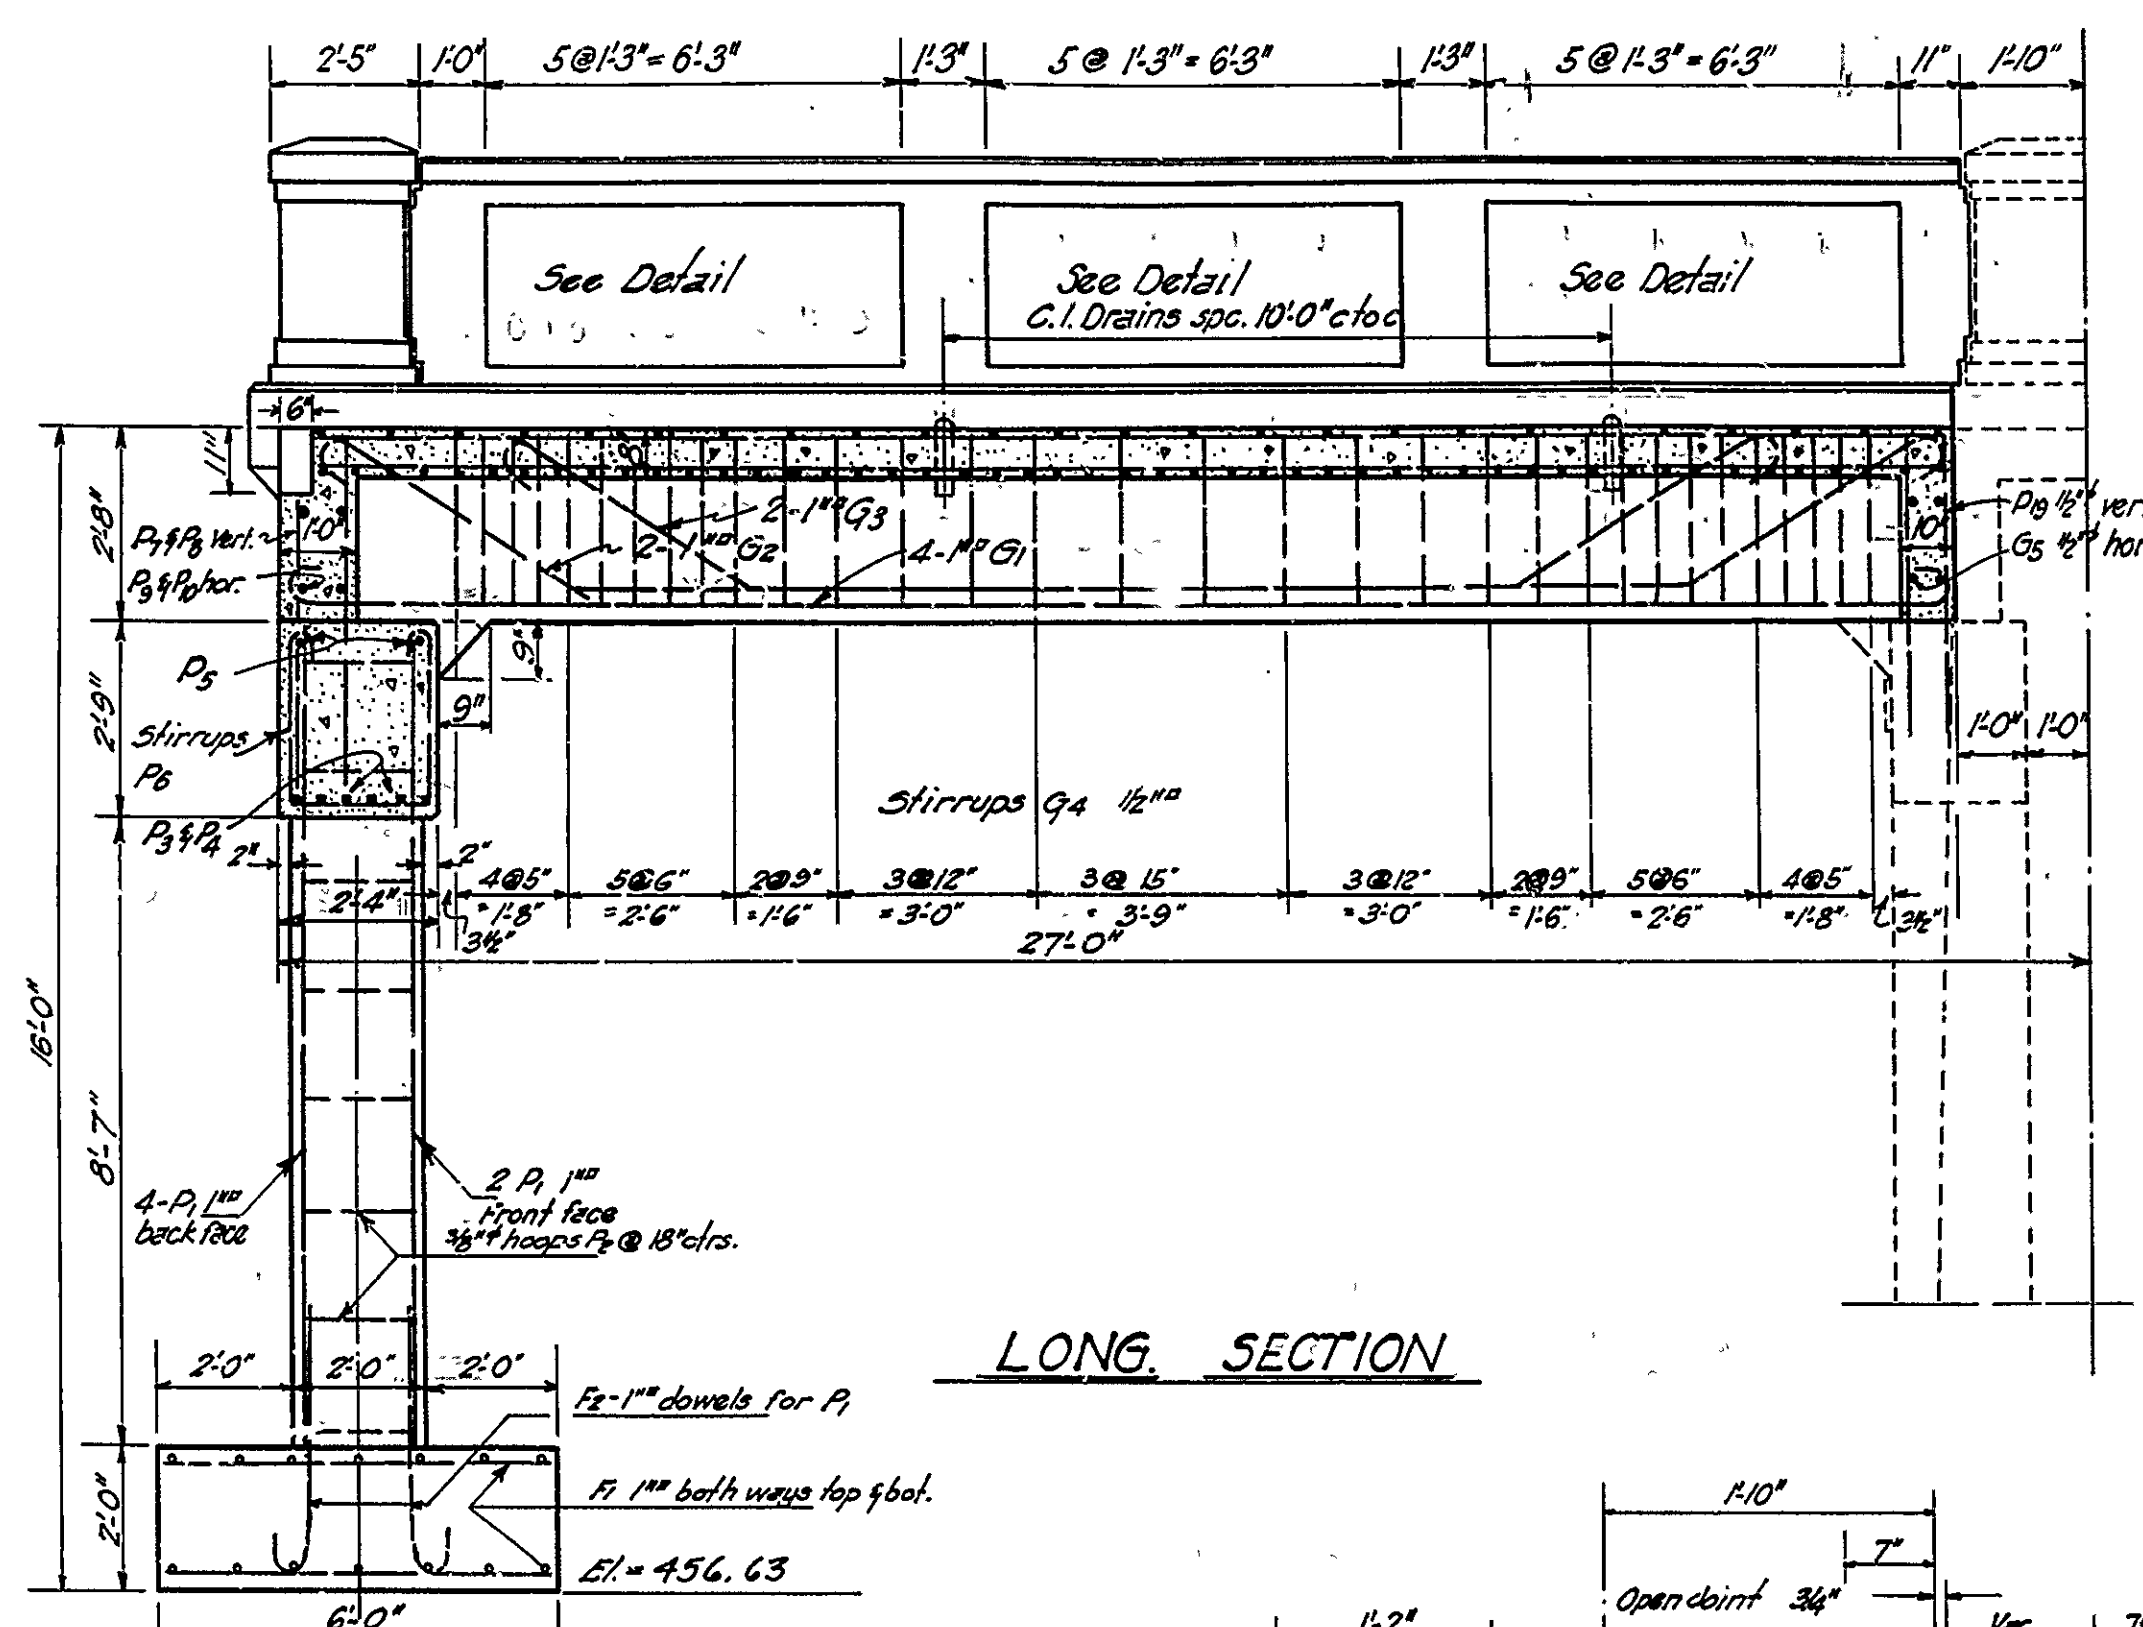 2'-5" 1'-0" 5 @ 1'-3" = 6'-3" 1'-3" 5 @ 1'-3" = 6'-3" 1'-3" 5 @ 1'-3" = 6'-3" 11" 1'-10"
See Detail See Detail See Detail
C.I. Drains spc. 10'-0" c to c
6"
11"
8"
2'-8"
2-1"□ G3
2-1"□ G2
4-1"□ G1
P7 & P8 vert.
1'-0"
P9 & P10 hor.
10"
P19 ½"ϕ ver
G5 ½"ϕ hor
9"
P5
2'-9"
9"
1'-0" 1'-0"
Stirrups
P6
Stirrups G4 ½"□
P3 & P4
2" 2"
2'-4"
3½"
4@5" 5@6" 2@9" 3@12" 3@15" 3@12" 2@9" 5@6" 4@5"
=1'-8" =2'-6" =1'-6" =3'-0" = 3'-9" =3'-0" =1'-6" =2'-6" =1'-8" 3½"
27'-0"
16'-0"
8'-7"
4-P1 1"□
back face
2 P1 1"□
Front face
3/8"ϕ hoops P2 @ 18" ctrs.
LONG. SECTION
2'-0" 2'-0" 2'-0"
F2-1"□ dowels for P1
2'-0"
F1 1"□ both ways top & bot.
El. = 456.63
6'-0"
1'-10"
7"
Open Joint 3/4"
1'-2"